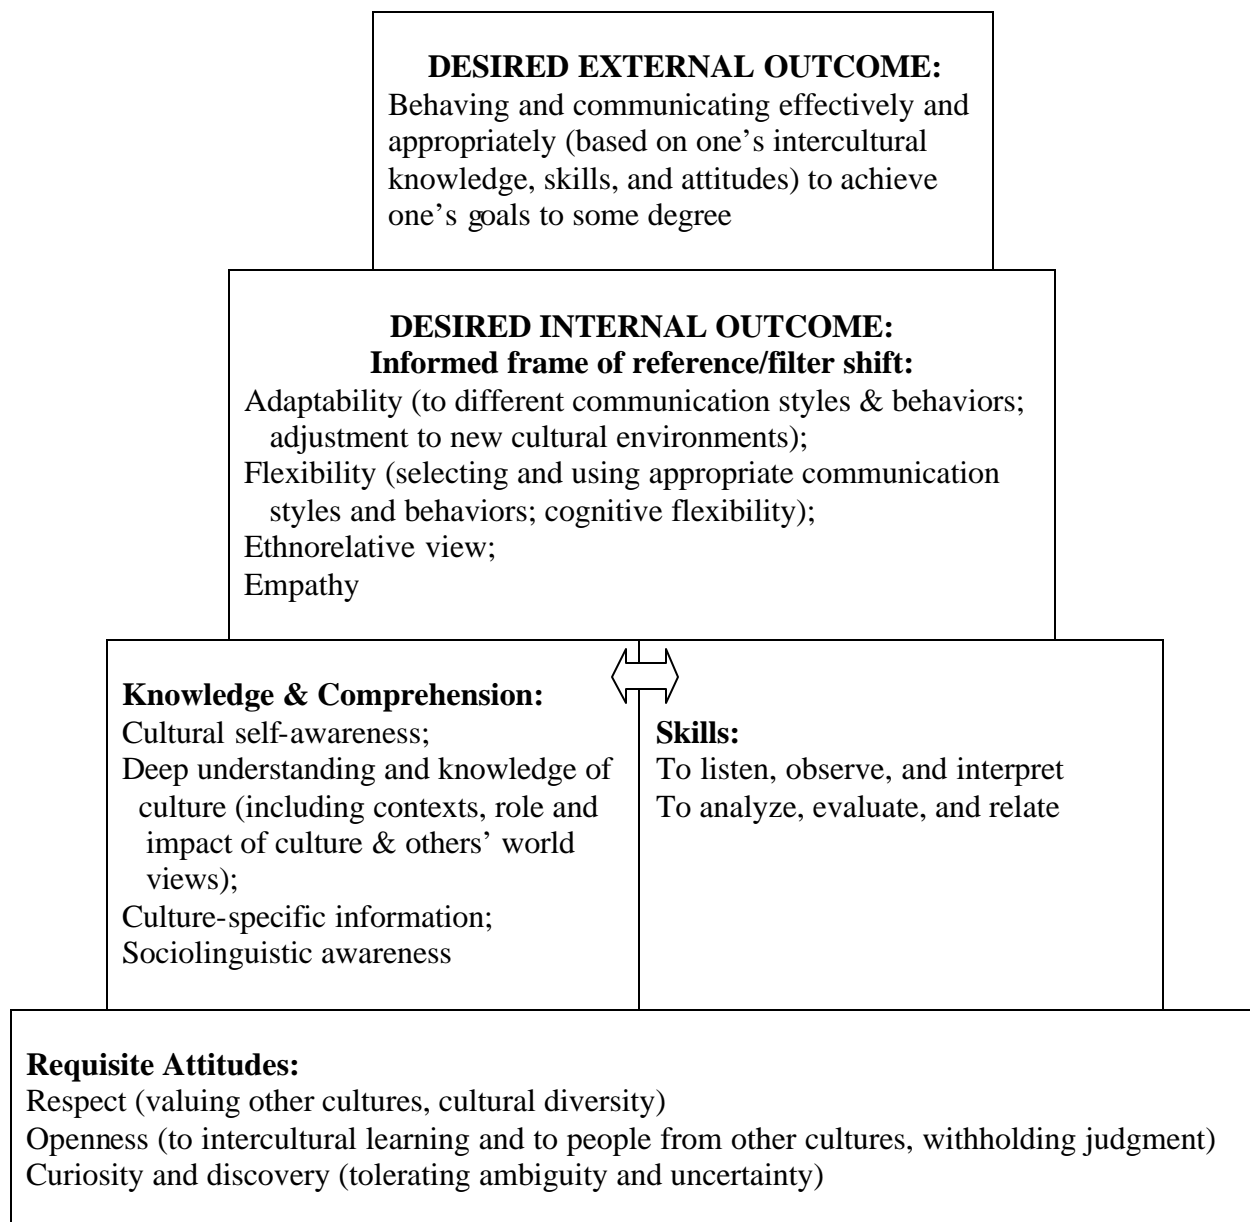 DESIRED EXTERNAL OUTCOME:
Behaving and communicating effectively and
appropriately (based on one’s intercultural
knowledge, skills, and attitudes) to achieve
one’s goals to some degree
DESIRED INTERNAL OUTCOME:
Informed frame of reference/filter shift:
Adaptability (to different communication styles & behaviors;
adjustment to new cultural environments);
Flexibility (selecting and using appropriate communication
styles and behaviors; cognitive flexibility);
Ethnorelative view;
Empathy
Knowledge & Comprehension:
Cultural self-awareness;
Deep understanding and knowledge of
culture (including contexts, role and
impact of culture & others’ world
views);
Culture-specific information;
Sociolinguistic awareness
Skills:
To listen, observe, and interpret
To analyze, evaluate, and relate
Requisite Attitudes:
Respect (valuing other cultures, cultural diversity)
Openness (to intercultural learning and to people from other cultures, withholding judgment)
Curiosity and discovery (tolerating ambiguity and uncertainty)